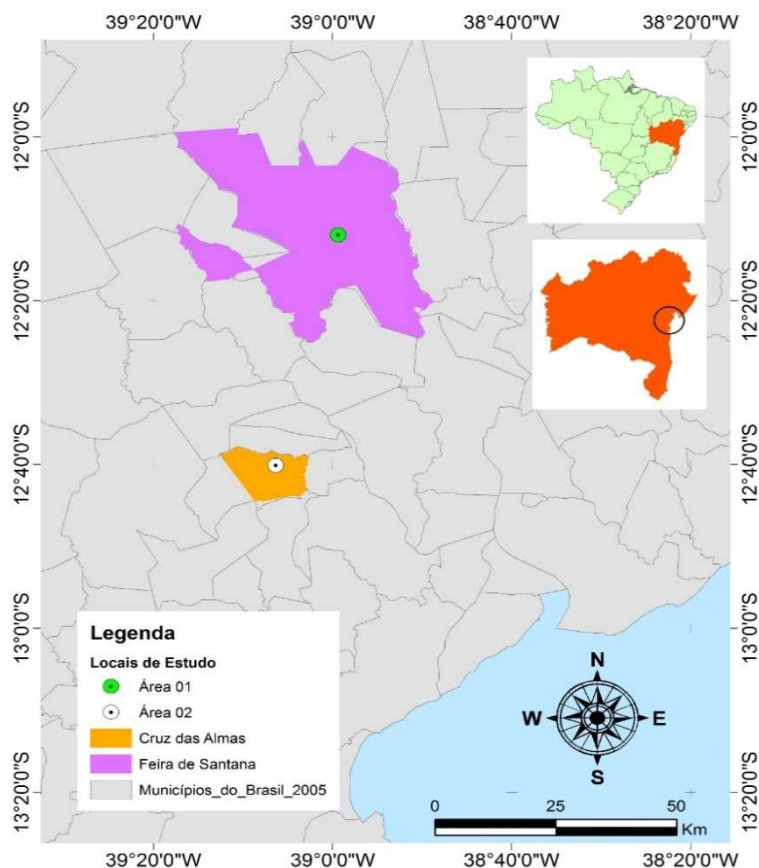 39°20'0"W 39°0'0"W 38°40'0"W 38°20'0"W
12°0'0"S 12°0'0"S
12°20'0"S 12°20'0"S
12°40'0"S 12°40'0"S
13°0'0"S 13°0'0"S
13°20'0"S 13°20'0"S
Legenda
Locais de Estudo
Área 01
Área 02
Cruz das Almas
Feira de Santana
Municípios_do_Brasil_2005
N
W E
S
0 25 50
Km
39°20'0"W 39°0'0"W 38°40'0"W 38°20'0"W